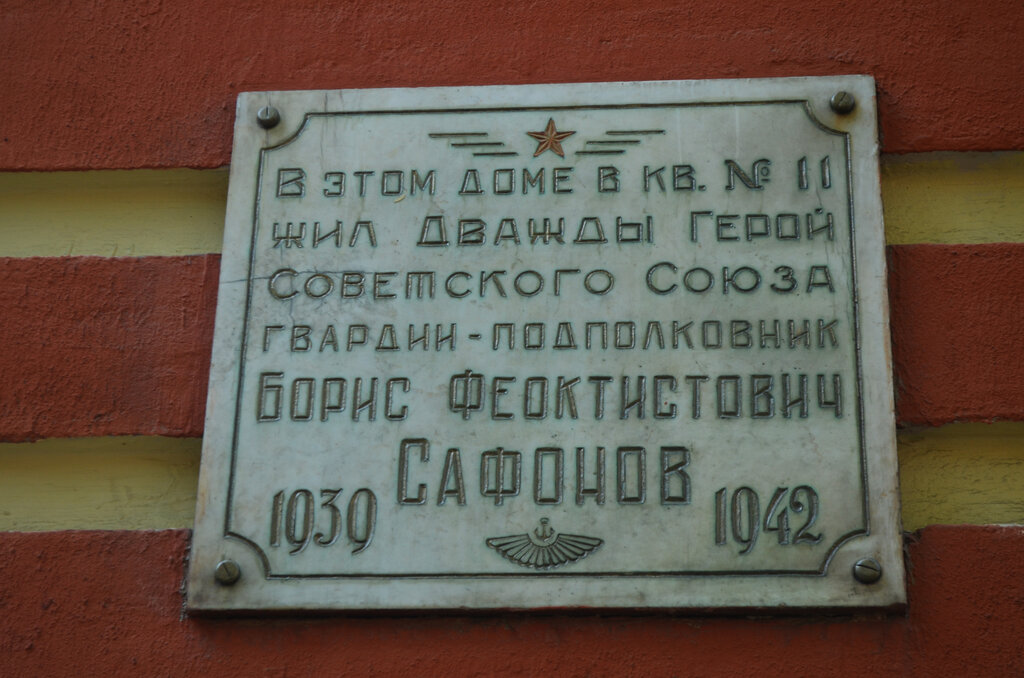 В этом доме в кв. № 11
жил Дважды Герой
Советского Союза
гвардии-подполковник
Борис Феоктистович
Сафонов
1939 1942